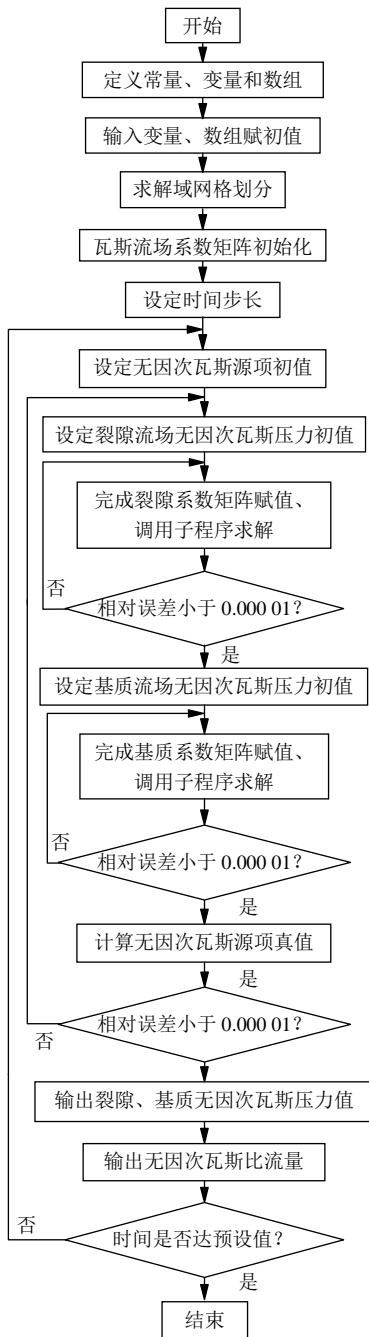 开始
定义常量、变量和数组
输入变量、数组赋初值
求解域网格划分
瓦斯流场系数矩阵初始化
设定时间步长
设定无因次瓦斯源项初值
设定裂隙流场无因次瓦斯压力初值
完成裂隙系数矩阵赋值、
调用子程序求解
否
相对误差小于 0.000 01?
是
设定基质流场无因次瓦斯压力初值
完成基质系数矩阵赋值、
调用子程序求解
否
相对误差小于 0.000 01?
是
计算无因次瓦斯源项真值
是
相对误差小于 0.000 01?
否
输出裂隙、基质无因次瓦斯压力值
输出无因次瓦斯比流量
否
时间是否达预设值?
是
结束